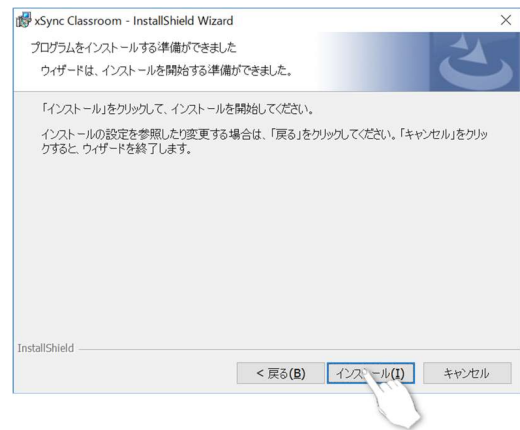 xSync Classroom - InstallShield Wizard
プログラムをインストールする準備ができました
ウィザードは、インストールを開始する準備ができました。
「インストール」をクリックして、インストールを開始してください。
インストールの設定を参照したり変更する場合は、「戻る」をクリックしてください。「キャンセル」をクリッ
クすると、ウィザードを終了します。
InstallShield
< 戻る(B)
インストール(I)
キャンセル